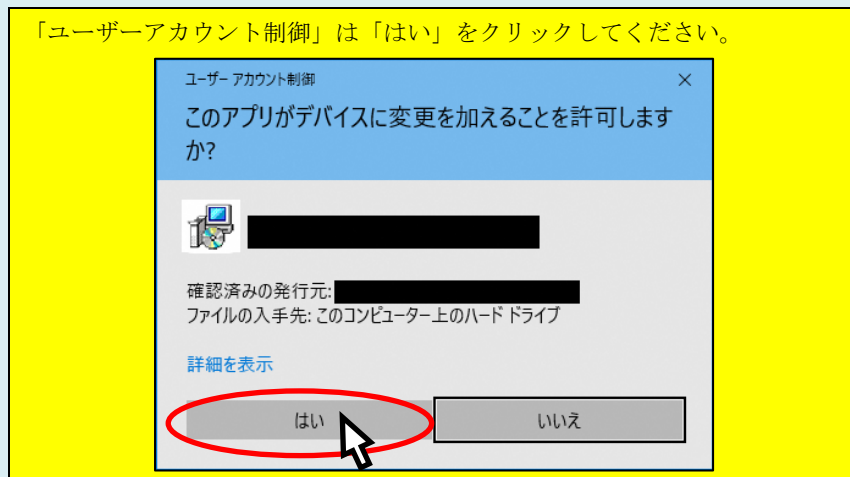 「ユーザーアカウント制御」は「はい」をクリックしてください。
ユーザー アカウント制御
このアプリがデバイスに変更を加えることを許可します
か?
確認済みの発行元:
ファイルの入手先: このコンピューター上のハード ドライブ
詳細を表示
はい
いいえ